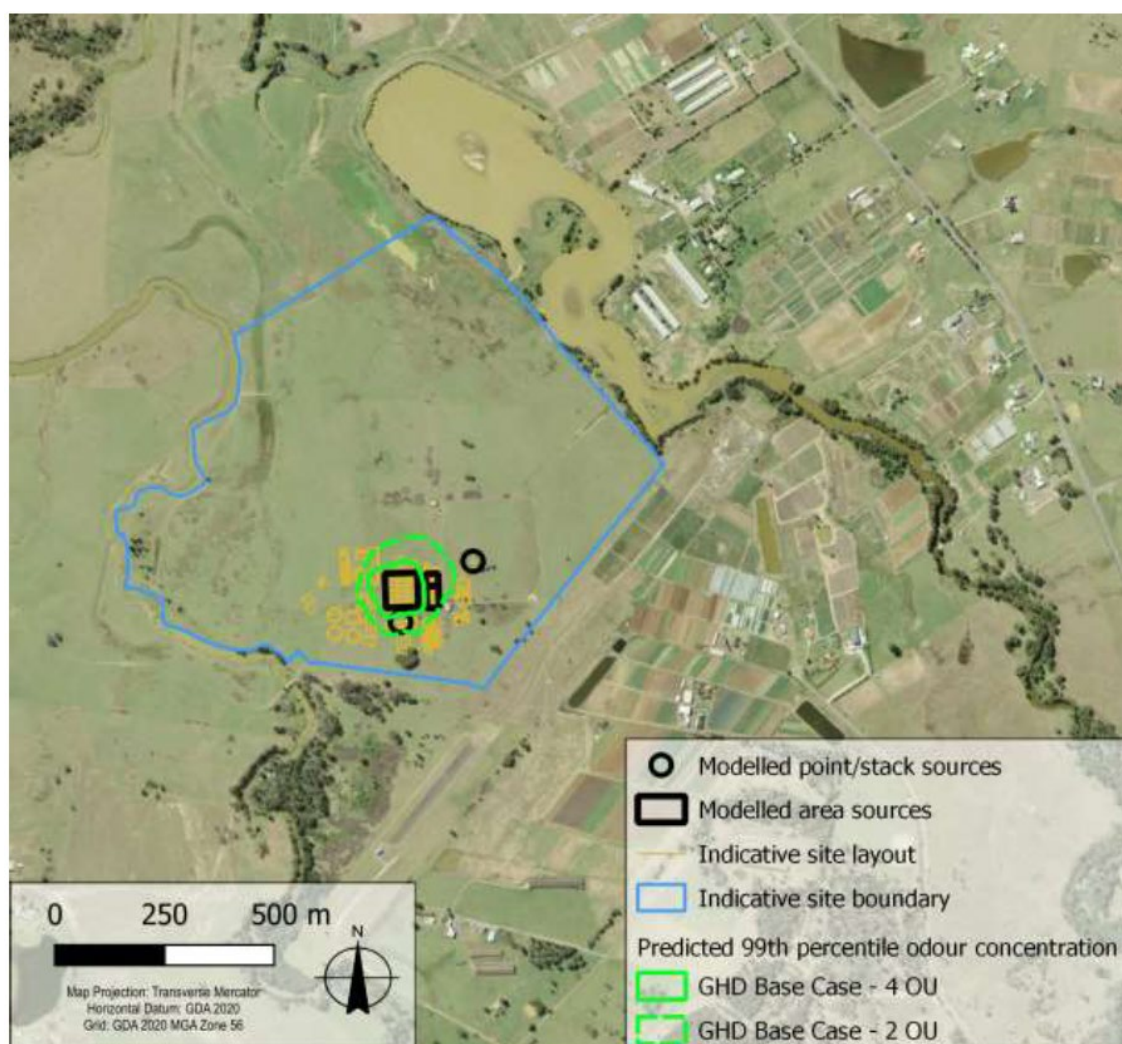 Modelled point/stack sources
Modelled area sources
Indicative site layout
Indicative site boundary
Predicted 99th percentile odour concentration
GHD Base Case - 4 OU
GHD Base Case - 2 OU
0 250 500 m
N
Map Projection: Transverse Mercator
Horizontal Datum: GDA 2020
Grid: GDA 2020 MGA Zone 56